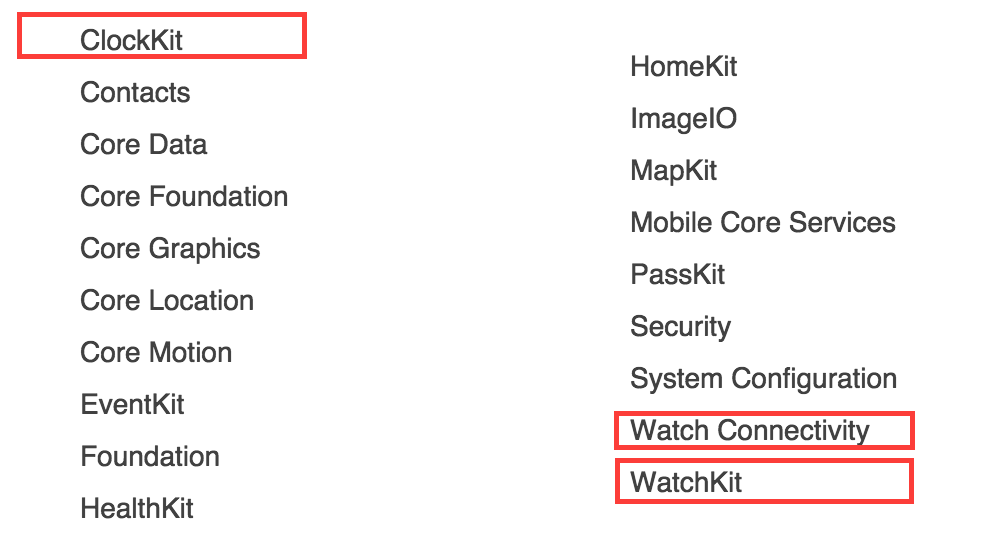 ClockKit
Contacts
Core Data
Core Foundation
Core Graphics
Core Location
Core Motion
EventKit
Foundation
HealthKit
HomeKit
ImageIO
MapKit
Mobile Core Services
PassKit
Security
System Configuration
Watch Connectivity
WatchKit